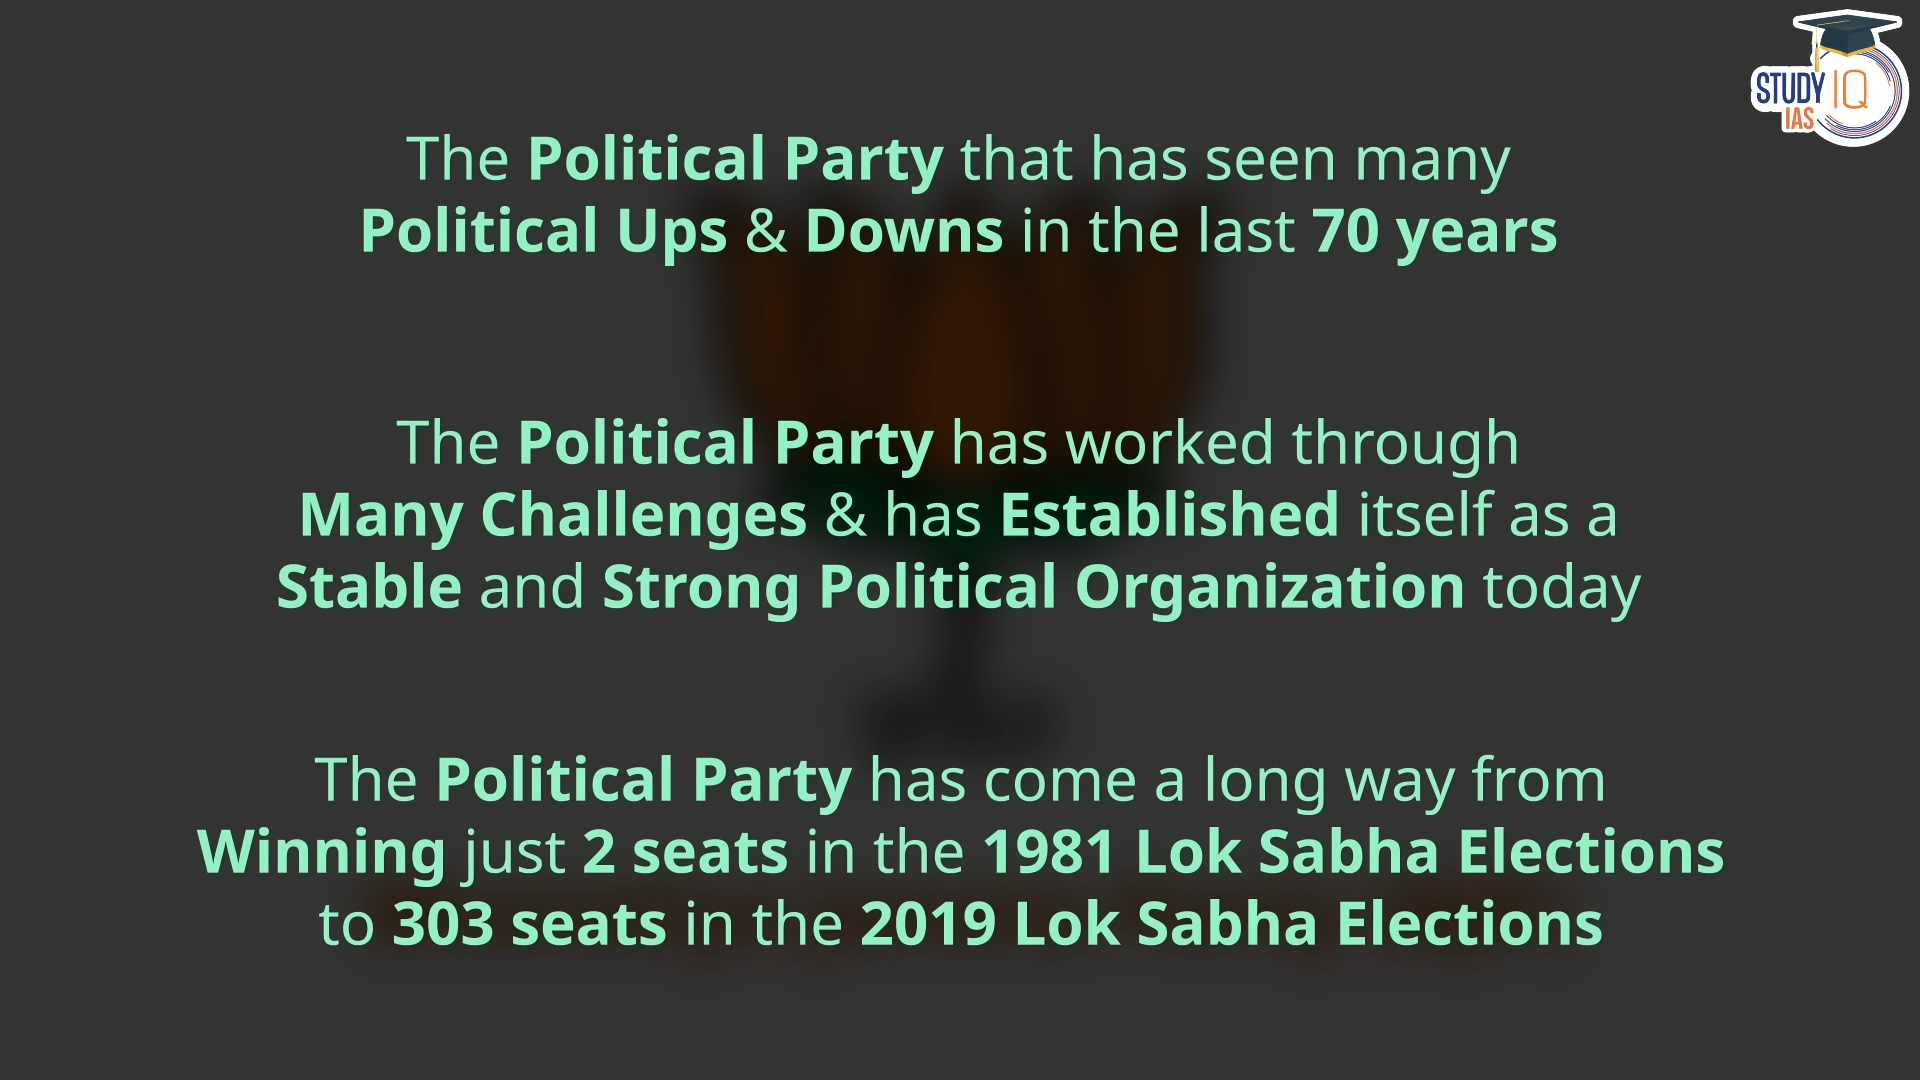 STUDY IQ
IAS
The Political Party that has seen many
Political Ups & Downs in the last 70 years
The Political Party has worked through
Many Challenges & has Established itself as a
Stable and Strong Political Organization today
The Political Party has come a long way from
Winning just 2 seats in the 1981 Lok Sabha Elections
to 303 seats in the 2019 Lok Sabha Elections